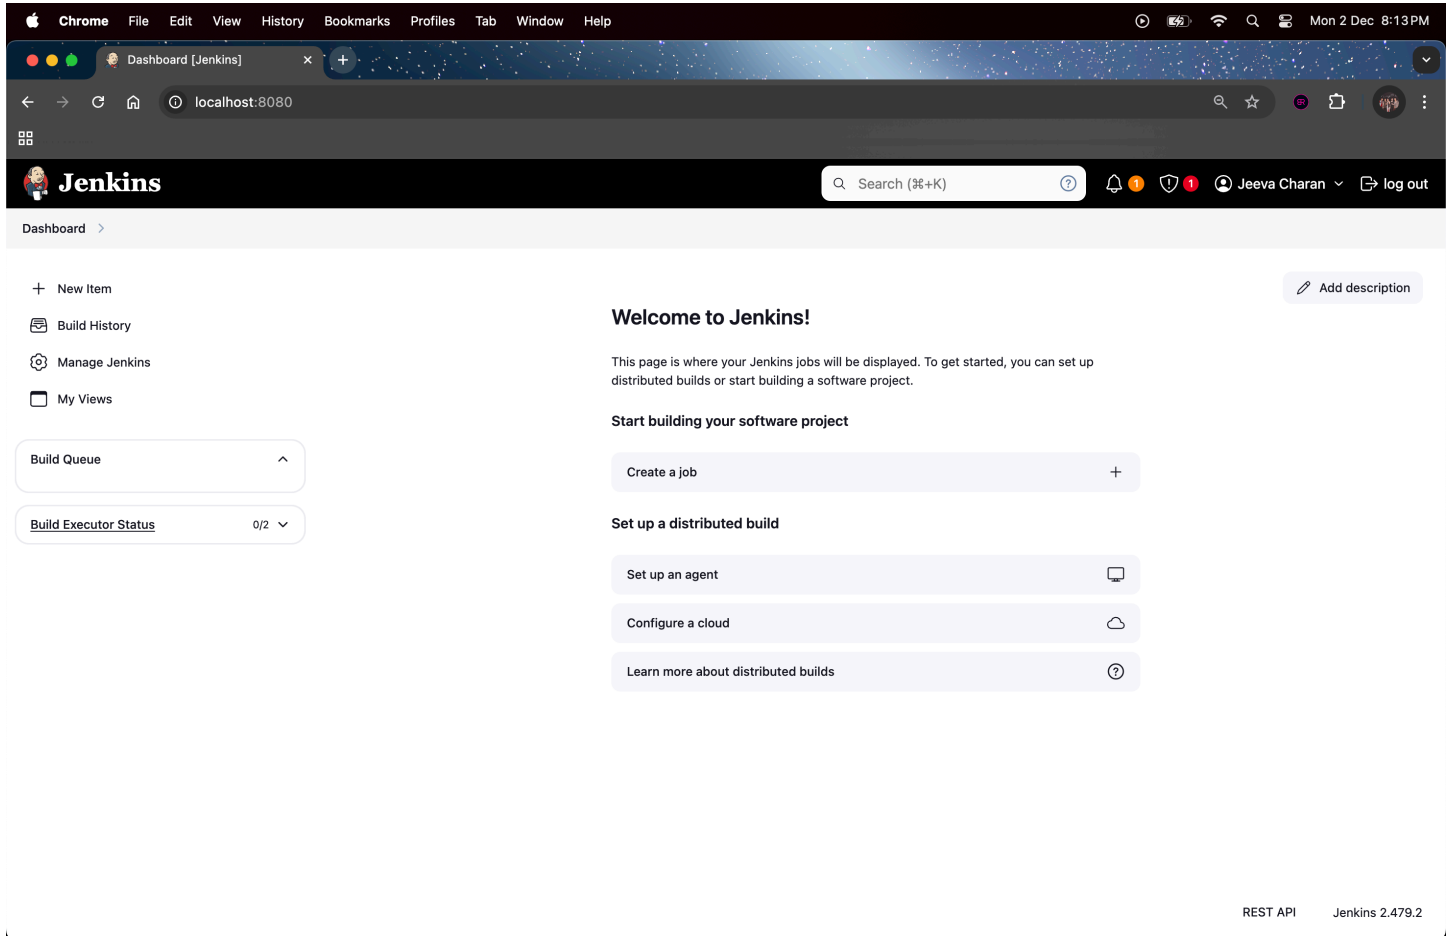 Chrome File Edit View History Bookmarks Profiles Tab Window Help Mon 2 Dec 8:13 PM
Dashboard [Jenkins]
localhost:8080
Jenkins Search (⌘+K) 1 1 Jeeva Charan log out
Dashboard
New Item
Build History
Manage Jenkins
My Views
Build Queue
Build Executor Status 0/2
Add description
Welcome to Jenkins!
This page is where your Jenkins jobs will be displayed. To get started, you can set up
distributed builds or start building a software project.
Start building your software project
Create a job
Set up a distributed build
Set up an agent
Configure a cloud
Learn more about distributed builds
REST API Jenkins 2.479.2